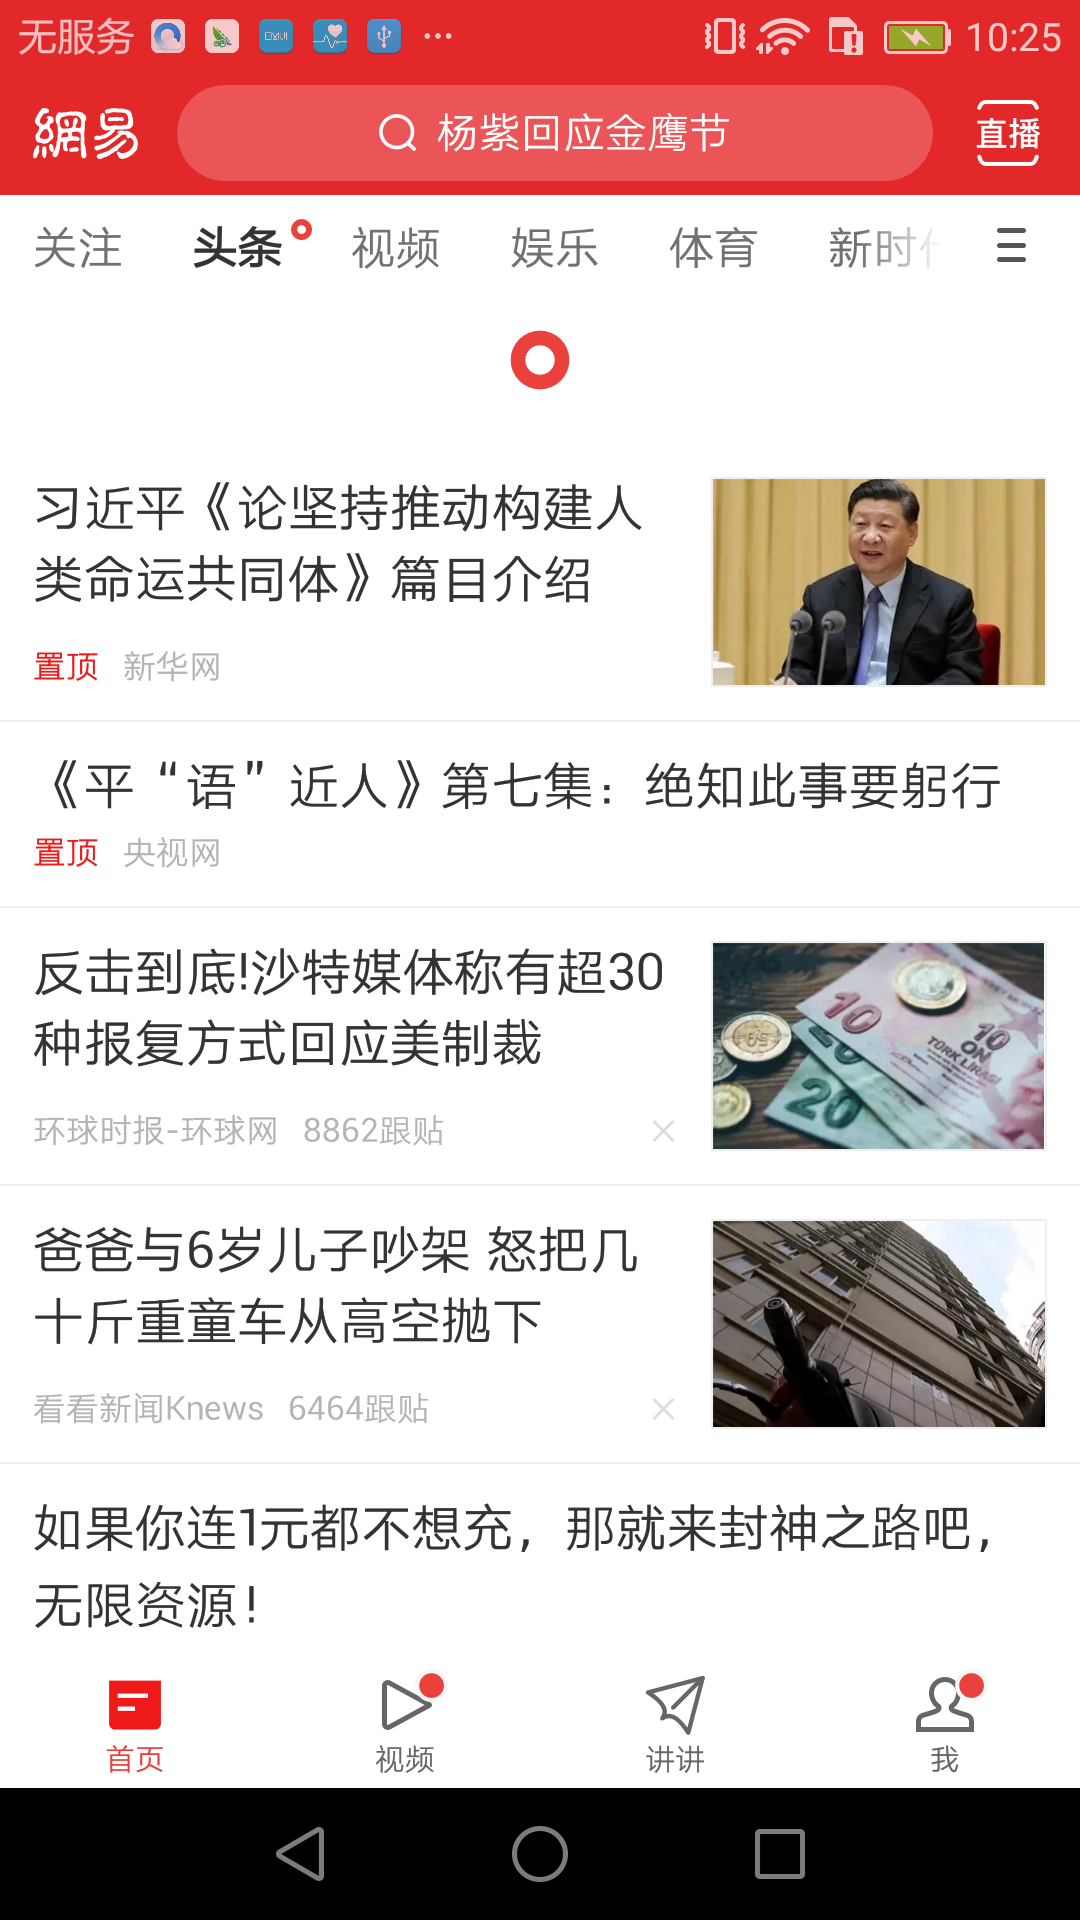 无服务 10:25
網易 杨紫回应金鹰节 直播
关注 头条 视频 娱乐 体育 新时
习近平《论坚持推动构建人
类命运共同体》篇目介绍
置顶 新华网
《平“语”近人》第七集：绝知此事要躬行
置顶 央视网
反击到底!沙特媒体称有超30
种报复方式回应美制裁
环球时报-环球网 8862跟贴
爸爸与6岁儿子吵架 怒把几
十斤重童车从高空抛下
看看新闻Knews 6464跟贴
如果你连1元都不想充，那就来封神之路吧，
无限资源！
首页 视频 讲讲 我